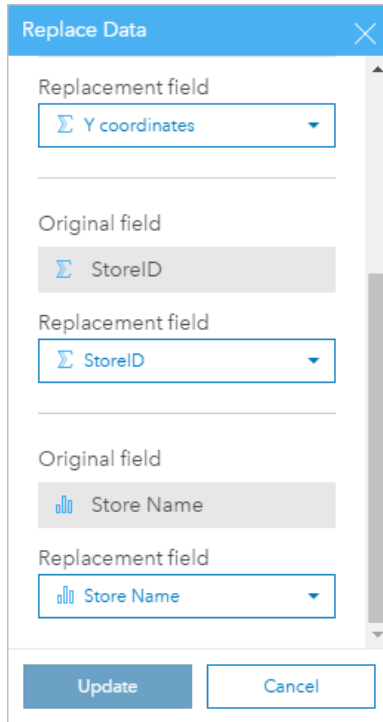 Replace Data
Replacement field
Y coordinates
Original field
StoreID
Replacement field
StoreID
Original field
Store Name
Replacement field
Store Name
Update Cancel